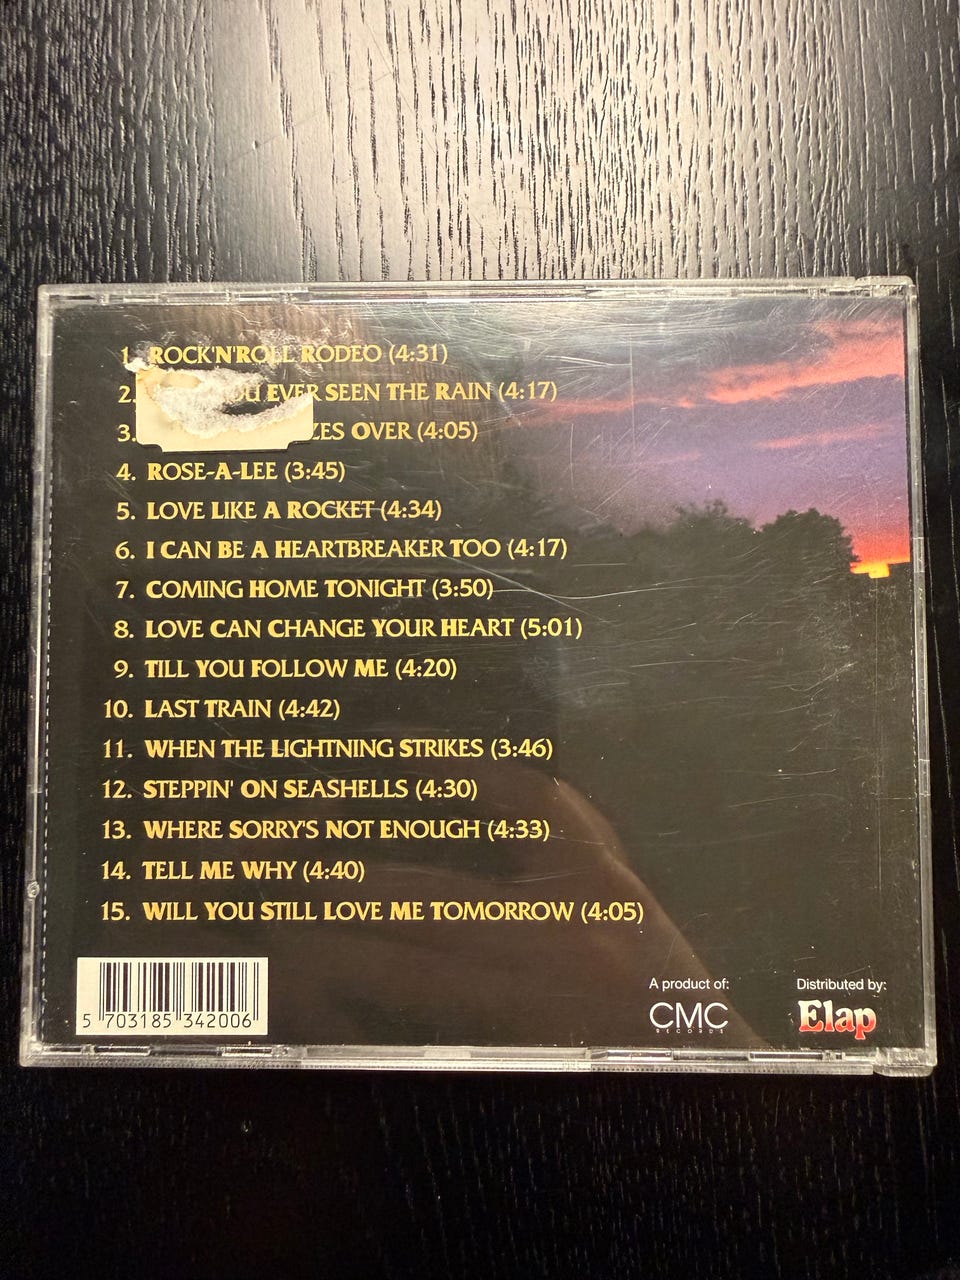 1. ROCK'N'ROLL RODEO (4:31)
2. YOU EVER SEEN THE RAIN (4:17)
3. OVER (4:05)
4. ROSE-A-LEE (3:45)
5. LOVE LIKE A ROCKET (4:34)
6. I CAN BE A HEARTBREAKER TOO (4:17)
7. COMING HOME TONIGHT (3:50)
8. LOVE CAN CHANGE YOUR HEART (5:01)
9. TILL YOU FOLLOW ME (4:20)
10. LAST TRAIN (4:42)
11. WHEN THE LIGHTNING STRIKES (3:46)
12. STEPPIN' ON SEASHELLS (4:30)
13. WHERE SORRY'S NOT ENOUGH (4:33)
14. TELL ME WHY (4:40)
15. WILL YOU STILL LOVE ME TOMORROW (4:05)
5 703185 342006
A product of:
CMC
RECORDS
Distributed by:
Elap